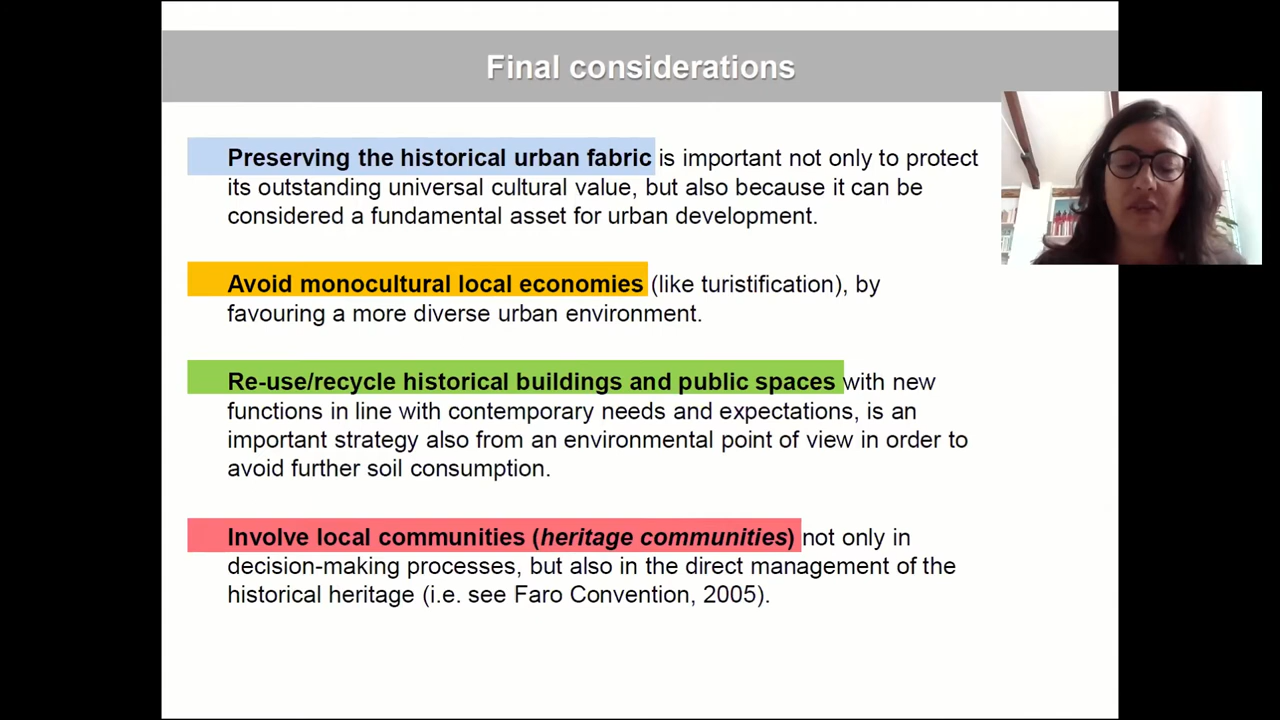 Final considerations
Preserving the historical urban fabric is important not only to protect
its outstanding universal cultural value, but also because it can be
considered a fundamental asset for urban development.
Avoid monocultural local economies (like turistification), by
favouring a more diverse urban environment.
Re-use/recycle historical buildings and public spaces with new
functions in line with contemporary needs and expectations, is an
important strategy also from an environmental point of view in order to
avoid further soil consumption.
Involve local communities (heritage communities) not only in
decision-making processes, but also in the direct management of the
historical heritage (i.e. see Faro Convention, 2005).